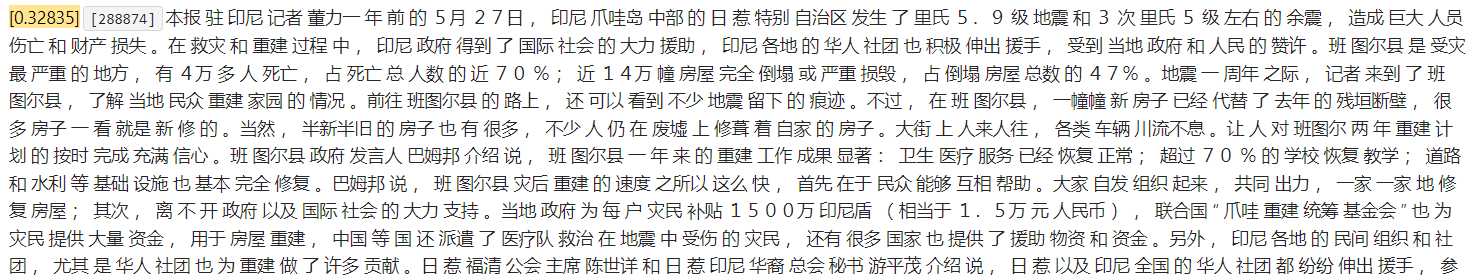 [0.32835] [288874] 本报 驻 印尼 记者 董力一 年 前 的 ５ 月 ２７日 ， 印尼 爪哇岛 中部 的 日 惹 特别 自治区 发生 了 里氏 ５ ．９ 级 地震 和 ３ 次 里氏 ５ 级 左右 的 余震 ， 造成 巨大 人员
伤亡 和 财产 损失 。在 救灾 和 重建 过程 中 ， 印尼 政府 得到 了 国际 社会 的 大力 援助 ， 印尼 各地 的 华人 社团 也 积极 伸出 援手 ， 受到 当地 政府 和 人民 的 赞许 。班 图尔县 是 受灾
最 严重 的 地方 ， 有 ４万 多 人 死亡 ， 占 死亡 总 人数 的 近 ７０ ％； 近 １４万 幢 房屋 完全 倒塌 或 严重 损毁 ， 占 倒塌 房屋 总数 的 ４７％ 。地震 一 周年 之际 ， 记者 来到 了 班
图尔县 ， 了解 当地 民众 重建 家园 的 情况 。前往 班图尔县 的 路上 ， 还 可以 看到 不少 地震 留下 的 痕迹 。不过 ， 在 班 图尔县 ， 一幢幢 新 房子 已经 代替 了 去年 的 残垣断壁 ， 很
多 房子 一 看 就是 新 修 的 。当然 ， 半新半旧 的 房子 也 有 很多 ， 不少 人 仍 在 废墟 上 修葺 着 自家 的 房子 。大街 上 人来人往 ， 各类 车辆 川流不息 。让 人 对 班图尔 两 年 重建 计
划 的 按时 完成 充满 信心 。班 图尔县 政府 发言人 巴姆邦 介绍 说 ， 班 图尔县 一 年 来 的 重建 工作 成果 显著 ： 卫生 医疗 服务 已经 恢复 正常 ； 超过 ７０ ％ 的 学校 恢复 教学 ； 道路
和 水利 等 基础 设施 也 基本 完全 修复 。巴姆邦 说 ， 班 图尔县 灾后 重建 的 速度 之所以 这么 快 ， 首先 在于 民众 能够 互相 帮助 。大家 自发 组织 起来 ， 共同 出力 ， 一家 一家 地 修
复 房屋 ； 其次 ， 离 不开 政府 以及 国际 社会 的 大力 支持 。当地 政府 为 每 户 灾民 补贴 １５００万 印尼盾 （相当于 １．５万 元 人民币 ） ， 联合国 “ 爪哇 重建 统筹 基金会 ” 也 为
灾民 提供 大量 资金 ， 用于 房屋 重建 ， 中国 等 国 还 派遣 了 医疗队 救治 在 地震 中 受伤 的 灾民 ， 还有 很多 国家 也 提供 了 援助 物资 和 资金 。另外 ， 印尼 各地 的 民间 组织 和 社
团 ， 尤其 是 华人 社团 也 为 重建 做 了 许多 贡献 。日 惹 福清 公会 主席 陈世洋 和 日 惹 印尼 华裔 总会 秘书 游平茂 介绍 说 ， 日 惹 以及 印尼 全国 的 华人 社团 都 纷纷 伸出 援手 ， 参